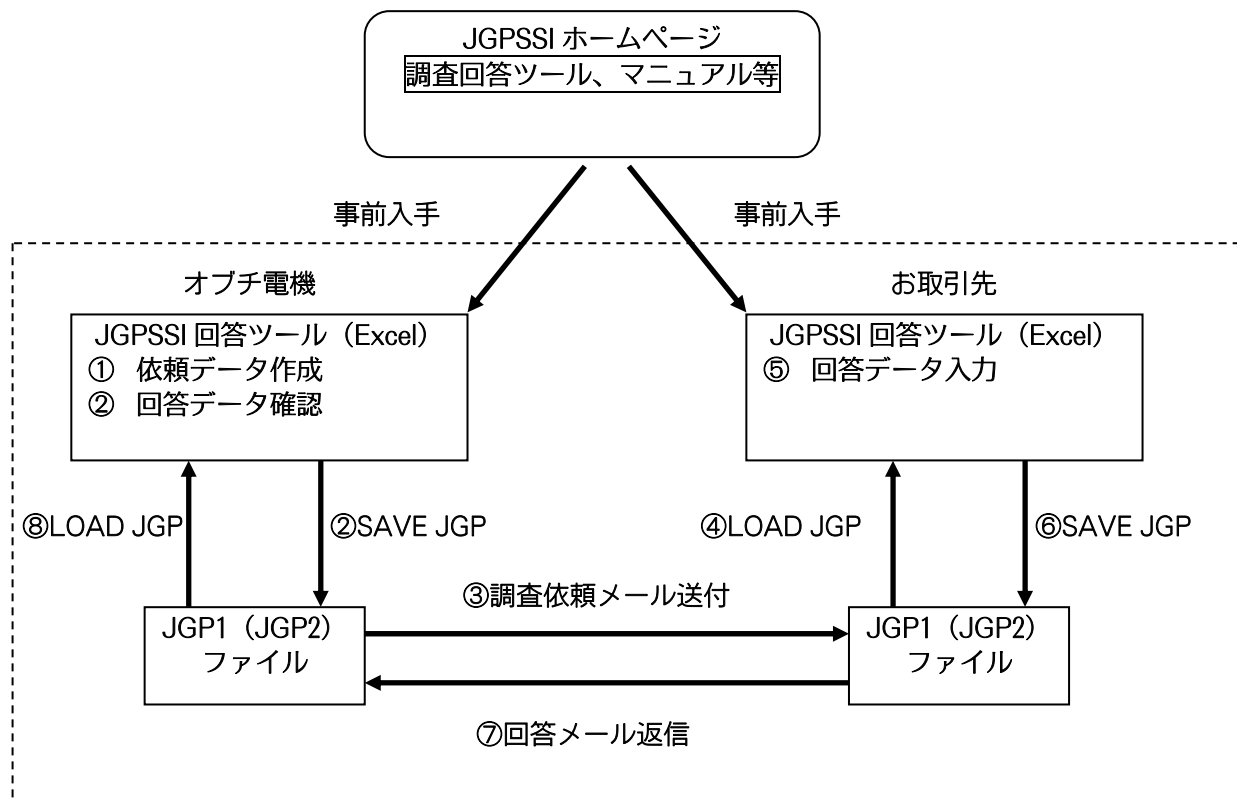 JGPSSI ホームページ
調査回答ツール、マニュアル等
事前入手
事前入手
オブチ電機
お取引先
JGPSSI 回答ツール（Excel）
① 依頼データ作成
② 回答データ確認
JGPSSI 回答ツール（Excel）
⑤ 回答データ入力
⑧LOAD JGP
②SAVE JGP
④LOAD JGP
⑥SAVE JGP
③調査依頼メール送付
JGP1（JGP2）
ファイル
JGP1（JGP2）
ファイル
⑦回答メール返信